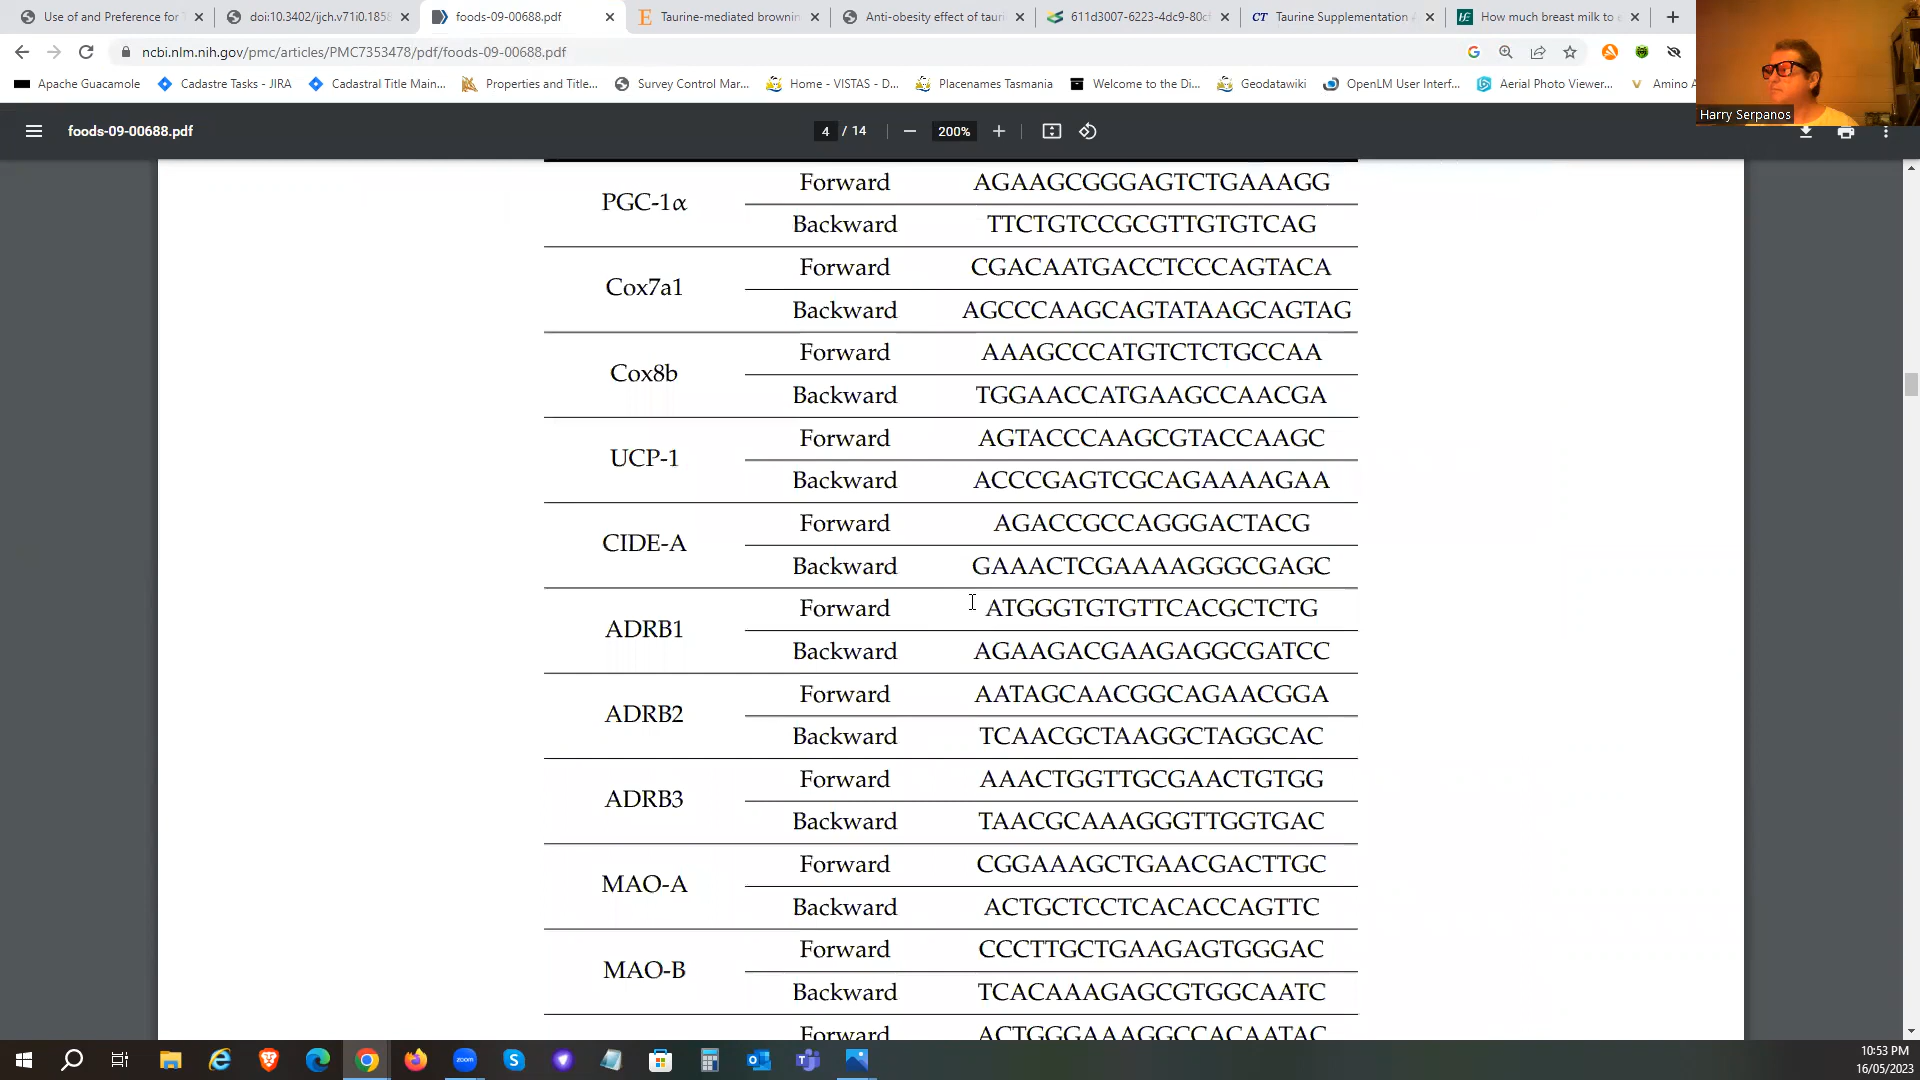 Use of and Preference for
doi:10.3402/ijch.v71i0.1858
foods-09-00688.pdf
Taurine-mediated brownin
Anti-obesity effect of taur
611d3007-6223-4dc9-80c
Taurine Supplementation
How much breast milk to
ncbi.nlm.nih.gov/pmc/articles/PMC7353478/pdf/foods-09-00688.pdf
Apache Guacamole
Cadastre Tasks - JIRA
Cadastral Title Main...
Properties and Title...
Survey Control Mar...
Home - VISTAS - D...
Placenames Tasmania
Welcome to the Di...
Geodatawiki
OpenLM User Interf...
Aerial Photo Viewer...
Amino A
Harry Serpanos
foods-09-00688.pdf
4 / 14
200%
PGC-1α
Forward AGAAGCGGGAGTCTGAAAGG
Backward TTCTGTCCGCGTTGTGTCAG
Cox7a1
Forward CGACAATGACCTCCCAGTACA
Backward AGCCCAAGCAGTATAAGCAGTAG
Cox8b
Forward AAAGCCCATGTCTCTGCCAA
Backward TGGAACCATGAAGCCAACGA
UCP-1
Forward AGTACCCAAGCGTACCAAGC
Backward ACCCGAGTCGCAGAAAAGAA
CIDE-A
Forward AGACCGCCAGGGACTACG
Backward GAAACTCGAAAAGGGCGAGC
ADRB1
Forward ATGGGTGTGTTCACGCTCTG
Backward AGAAGACGAAGAGGCGATCC
ADRB2
Forward AATAGCAACGGCAGAACGGA
Backward TCAACGCTAAGGCTAGGCAC
ADRB3
Forward AAACTGGTTGCGAACTGTGG
Backward TAACGCAAAGGGTTGGTGAC
MAO-A
Forward CGGAAAGCTGAACGACTTGC
Backward ACTGCTCCTCACACCAGTTC
MAO-B
Forward CCCTTGCTGAAGAGTGGGAC
Backward TCACAAAGAGCGTGGCAATC
Forward ACTGGGAAAGGCCACAATAC
10:53 PM
16/05/2023